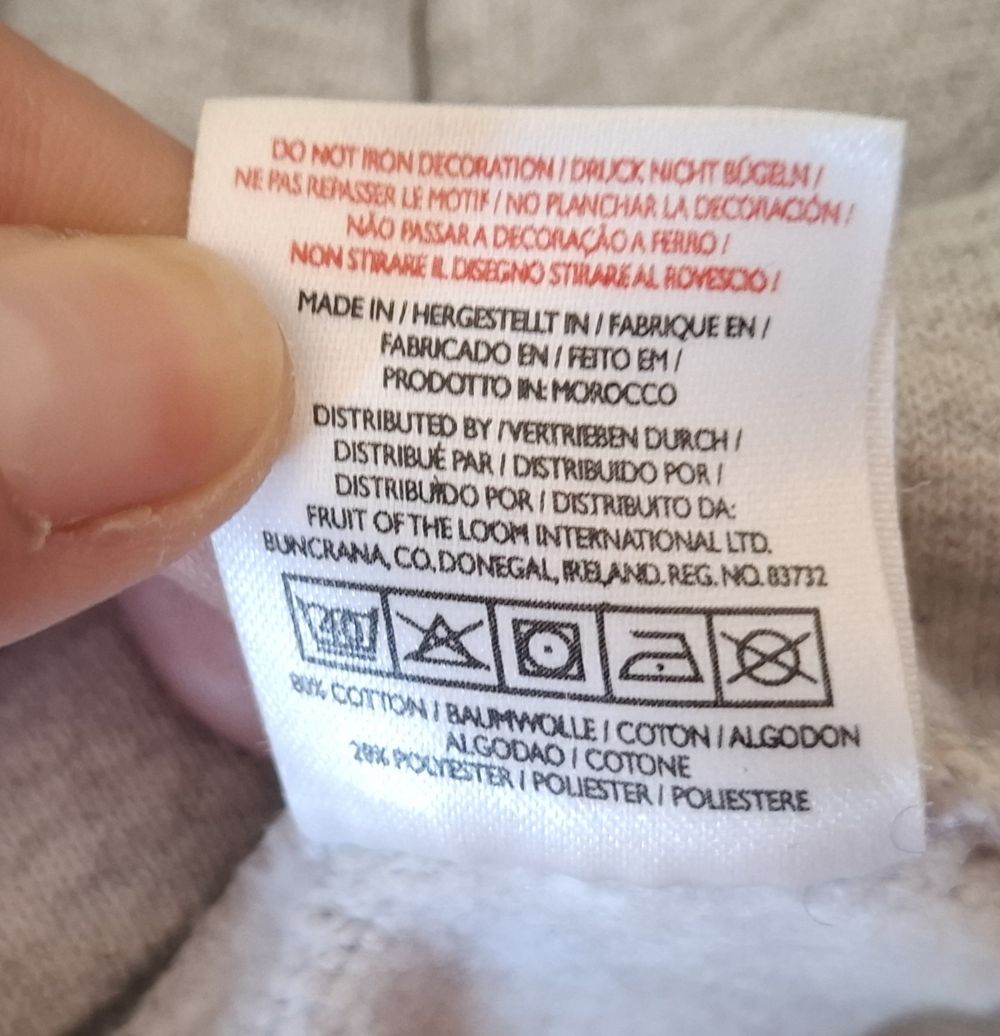 DO NOT IRON DECORATION / DRUCK NICHT BÜGELN /
NE PAS REPASSER LE MOTIF / NO PLANCHAR LA DECORACIÓN /
NÃO PASSAR A DECORAÇÃO A FERRO /
NON STIRARE IL DISEGNO STIRARE AL ROVESCIO /
MADE IN / HERGESTELLT IN / FABRIQUE EN /
FABRICADO EN / FEITO EM /
PRODOTTO IN: MOROCCO
DISTRIBUTED BY / VERTRIEBEN DURCH /
DISTRIBUÉ PAR / DISTRIBUIDO POR /
DISTRIBUÌDO POR / DISTRIBUITO DA:
FRUIT OF THE LOOM INTERNATIONAL LTD.
BUNCRANA, CO, DONEGAL, IRELAND. REG. NO. 83732
40
80% COTTON / BAUMWOLLE / COTON / ALGODON
ALGODAO / COTONE
20% POLYESTER / POLIESTER / POLIESTERE